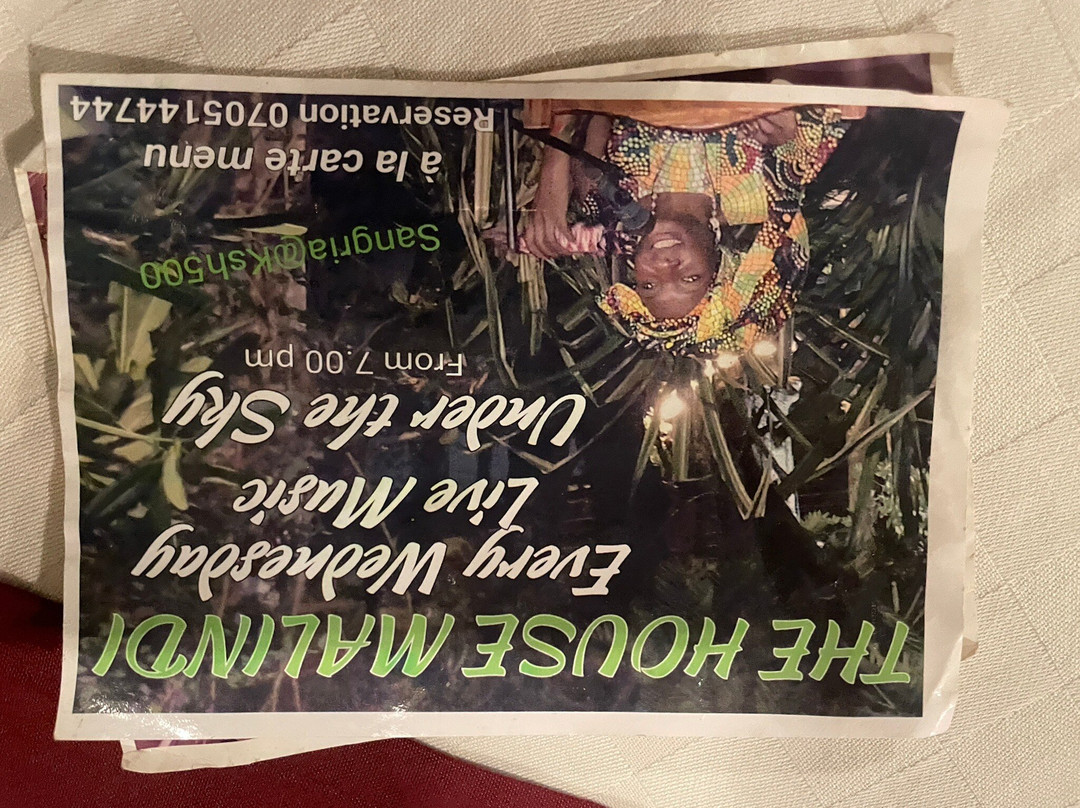 THE HOUSE MALINDI
Every Wednesday
Live Music
Under the Sky
From 7.00 pm
Sangria@Ksh500
à la carte menu
Reservation 0705144744